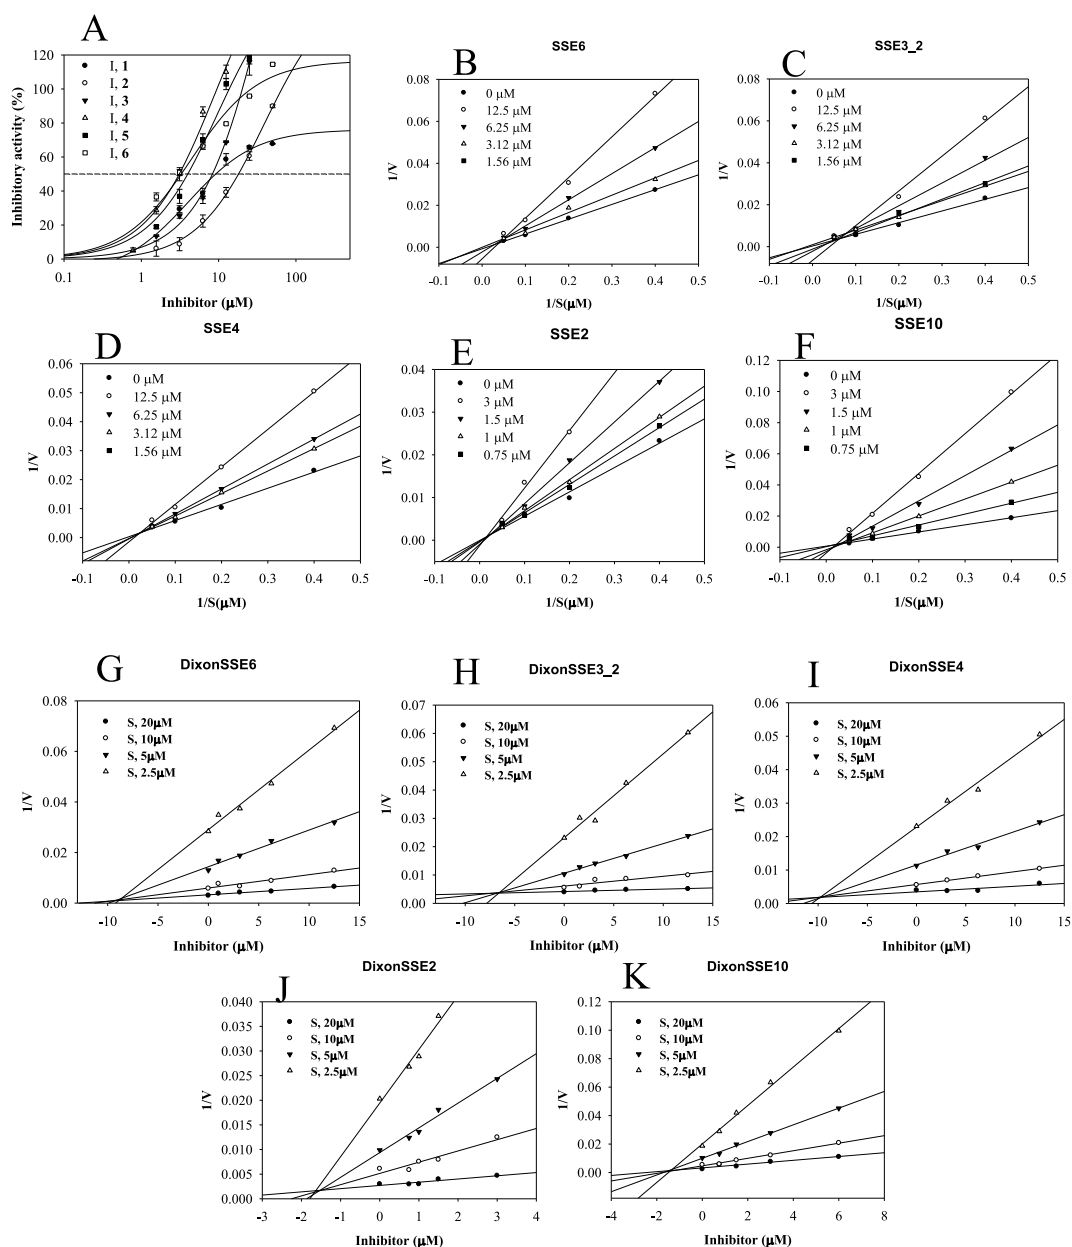 A
Inhibitory activity (%)
120
100
80
60
40
20
0
I, 1
I, 2
I, 3
I, 4
I, 5
I, 6
0.1 1 10 100
Inhibitor (μM)
B
SSE6
1/V
0.08
0.06
0.04
0.02
0.00
0 μM
12.5 μM
6.25 μM
3.12 μM
1.56 μM
-0.1 0.0 0.1 0.2 0.3 0.4 0.5
1/S(μM)
C
SSE3_2
1/V
0.08
0.06
0.04
0.02
0.00
0 μM
12.5 μM
6.25 μM
3.12 μM
1.56 μM
-0.1 0.0 0.1 0.2 0.3 0.4 0.5
1/S(μM)
D
SSE4
1/V
0.06
0.05
0.04
0.03
0.02
0.01
0.00
0 μM
12.5 μM
6.25 μM
3.12 μM
1.56 μM
-0.1 0.0 0.1 0.2 0.3 0.4 0.5
1/S(μM)
E
SSE2
1/V
0.04
0.03
0.02
0.01
0.00
0 μM
3 μM
1.5 μM
1 μM
0.75 μM
-0.1 0.0 0.1 0.2 0.3 0.4 0.5
1/S(μM)
F
SSE10
1/V
0.12
0.10
0.08
0.06
0.04
0.02
0.00
0 μM
3 μM
1.5 μM
1 μM
0.75 μM
-0.1 0.0 0.1 0.2 0.3 0.4 0.5
1/S(μM)
G
DixonSSE6
1/V
0.08
0.06
0.04
0.02
0.00
S, 20μM
S, 10μM
S, 5μM
S, 2.5μM
-10 -5 0 5 10 15
Inhibitor (μM)
H
DixonSSE3_2
1/V
0.07
0.06
0.05
0.04
0.03
0.02
0.01
0.00
S, 20μM
S, 10μM
S, 5μM
S, 2.5μM
-10 -5 0 5 10 15
Inhibitor (μM)
I
DixonSSE4
1/V
0.06
0.05
0.04
0.03
0.02
0.01
0.00
S, 20μM
S, 10μM
S, 5μM
S, 2.5μM
-10 -5 0 5 10 15
Inhibitor (μM)
J
DixonSSE2
1/V
0.040
0.035
0.030
0.025
0.020
0.015
0.010
0.005
0.000
S, 20μM
S, 10μM
S, 5μM
S, 2.5μM
-3 -2 -1 0 1 2 3 4
Inhibitor (μM)
K
DixonSSE10
1/V
0.12
0.10
0.08
0.06
0.04
0.02
0.00
S, 20μM
S, 10μM
S, 5μM
S, 2.5μM
-4 -2 0 2 4 6 8
Inhibitor (μM)